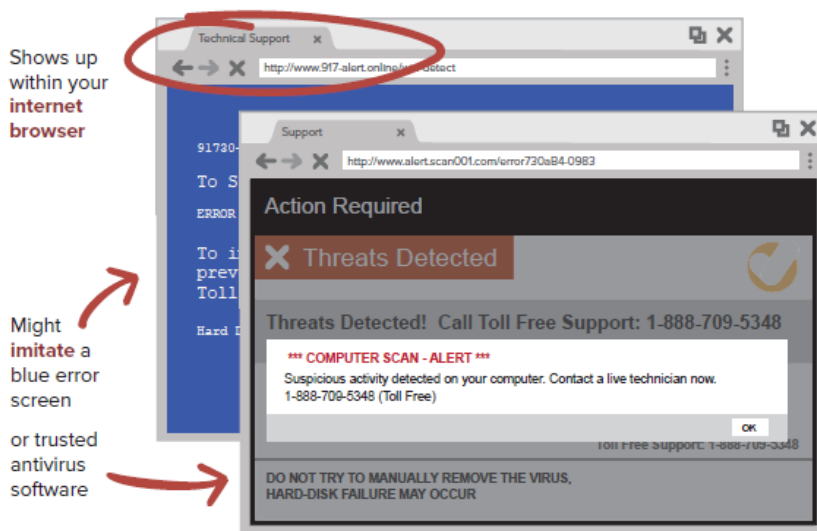 Shows up
within your
internet
browser
Might
imitate a
blue error
screen
or trusted
antivirus
software
Technical Support
http://www.917-alert.online/
91730-
To S
ERROR
To i
prev
Toll
Hard D
Support
http://www.alert.scan001.com/error730aB4-0983
Action Required
Threats Detected
Threats Detected! Call Toll Free Support: 1-888-709-5348
*** COMPUTER SCAN - ALERT ***
Suspicious activity detected on your computer. Contact a live technician now.
1-888-709-5348 (Toll Free)
OK
Toll Free Support: 1-888-709-5348
DO NOT TRY TO MANUALLY REMOVE THE VIRUS,
HARD-DISK FAILURE MAY OCCUR